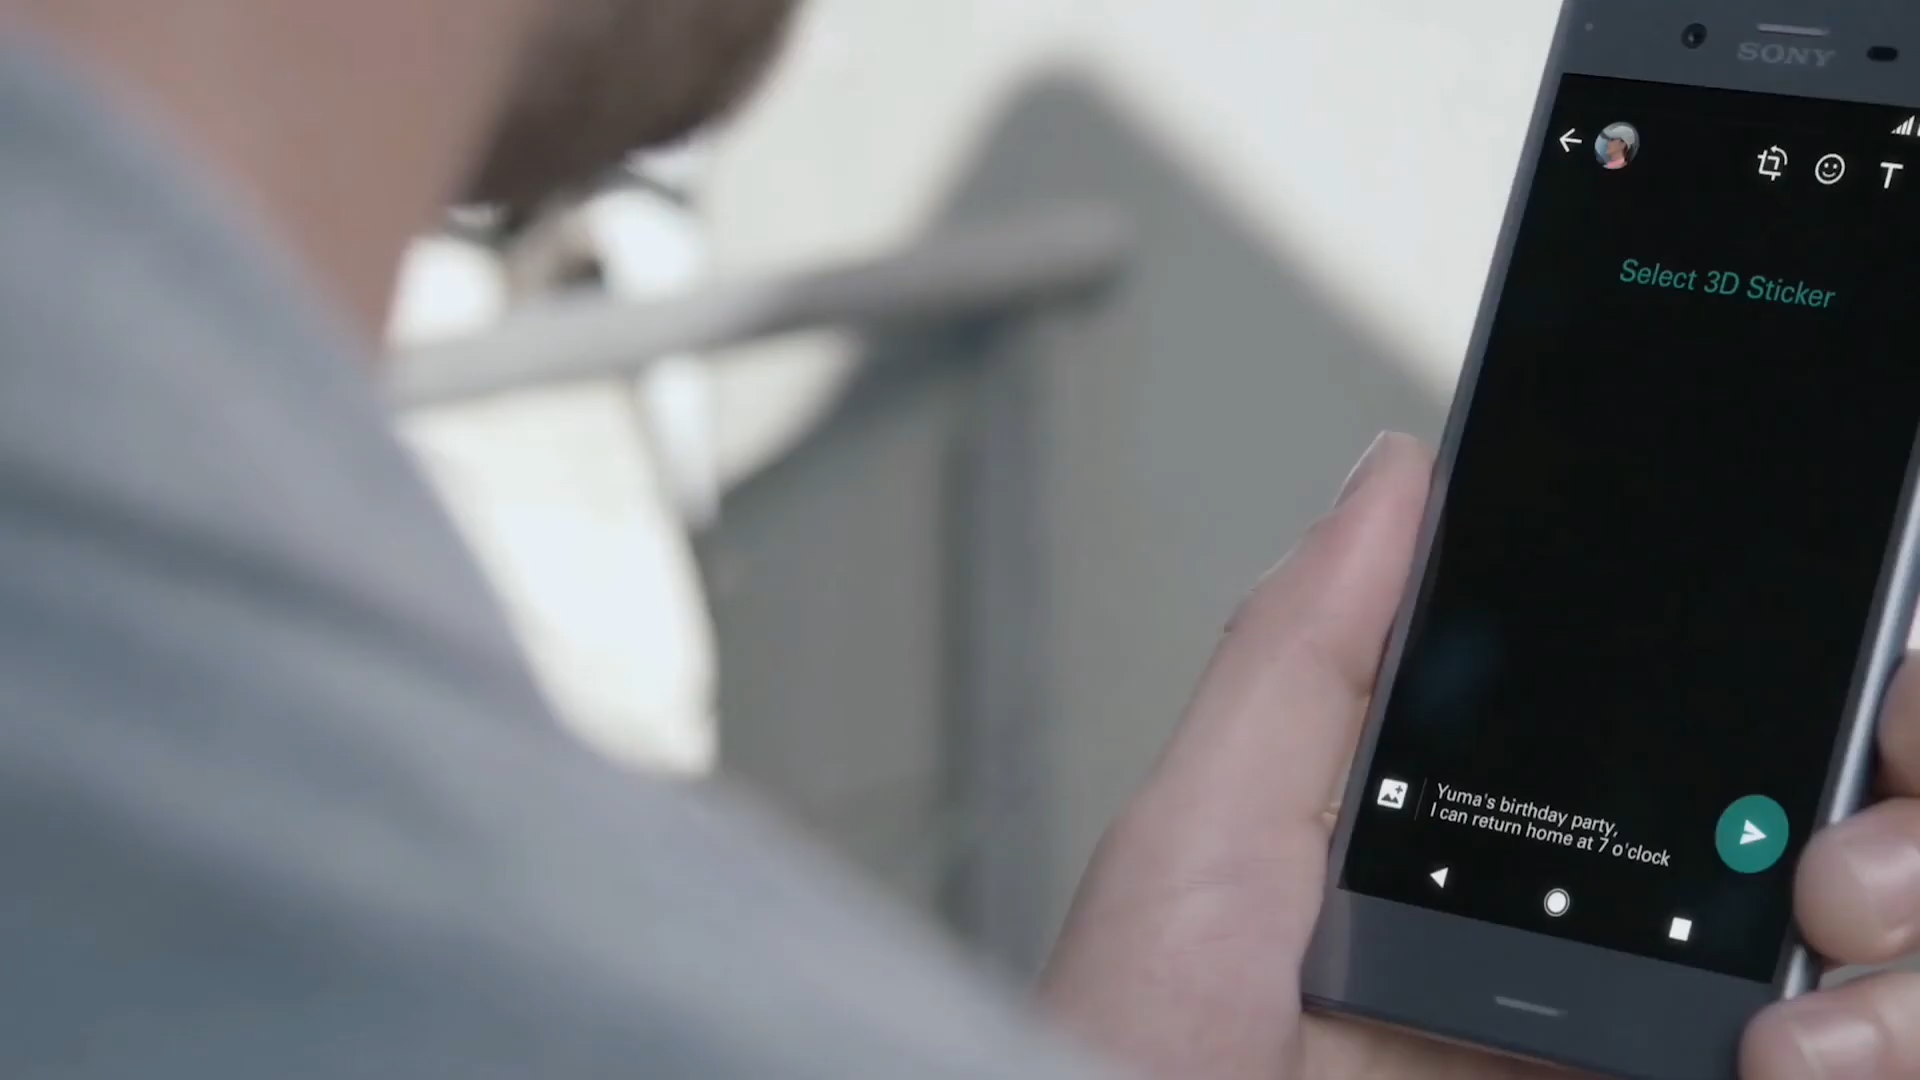 SONY
T
Select 3D Sticker
Yuma's birthday party,
I can return home at 7 o'clock